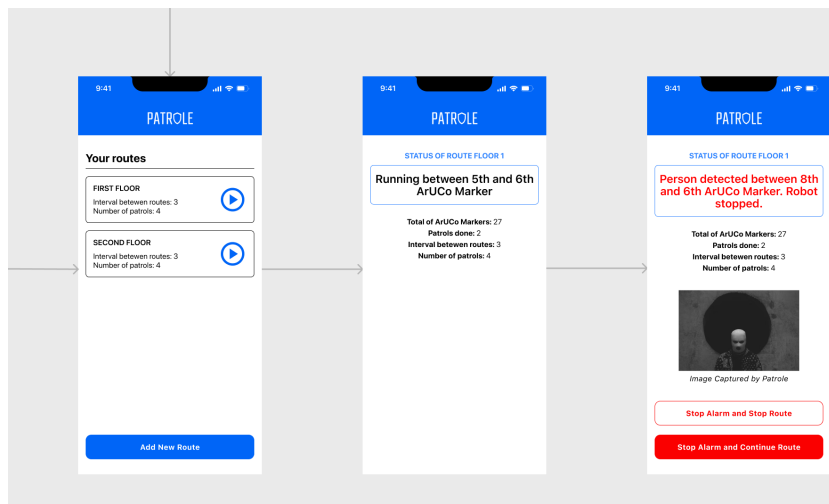 9:41
PATROLE
Your routes
FIRST FLOOR
Interval betewen routes: 3
Number of patrols: 4
SECOND FLOOR
Interval betewen routes: 3
Number of patrols: 4
Add New Route
9:41
PATROLE
STATUS OF ROUTE FLOOR 1
Running between 5th and 6th
ArUCo Marker
Total of ArUCo Markers: 27
Patrols done: 2
Interval betewen routes: 3
Number of patrols: 4
9:41
PATROLE
STATUS OF ROUTE FLOOR 1
Person detected between 8th
and 6th ArUCo Marker. Robot
stopped.
Total of ArUCo Markers: 27
Patrols done: 2
Interval betewen routes: 3
Number of patrols: 4
Image Captured by Patrole
Stop Alarm and Stop Route
Stop Alarm and Continue Route